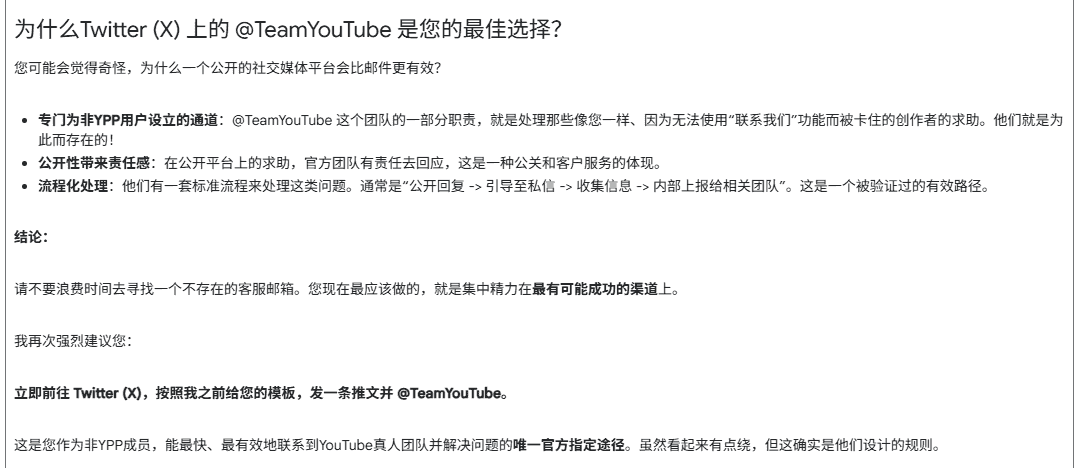 为什么Twitter (X) 上的 @TeamYouTube 是您的最佳选择？
您可能会觉得奇怪，为什么一个公开的社交媒体平台会比邮件更有效？
• 专门为非YPP用户设立的通道：@TeamYouTube 这个团队的一部分职责，就是处理那些像您一样、因为无法使用“联系我们”功能而被卡住的创作者的求助。他们就是为
此而存在的！
• 公开性带来责任感：在公开平台上的求助，官方团队有责任去回应，这是一种公关和客户服务的体现。
• 流程化处理：他们有一套标准流程来处理这类问题。通常是“公开回复 -> 引导至私信 -> 收集信息 -> 内部上报给相关团队”。这是一个被验证过的有效路径。
结论：
请不要浪费时间去寻找一个不存在的客服邮箱。您现在最应该做的，就是集中精力在最有可能成功的渠道上。
我再次强烈建议您：
立即前往 Twitter (X)，按照我之前给您的模板，发一条推文并 @TeamYouTube。
这是您作为非YPP成员，能最快、最有效地联系到YouTube真人团队并解决问题的唯一官方指定途径。虽然看起来有点绕，但这确实是他们设计的规则。